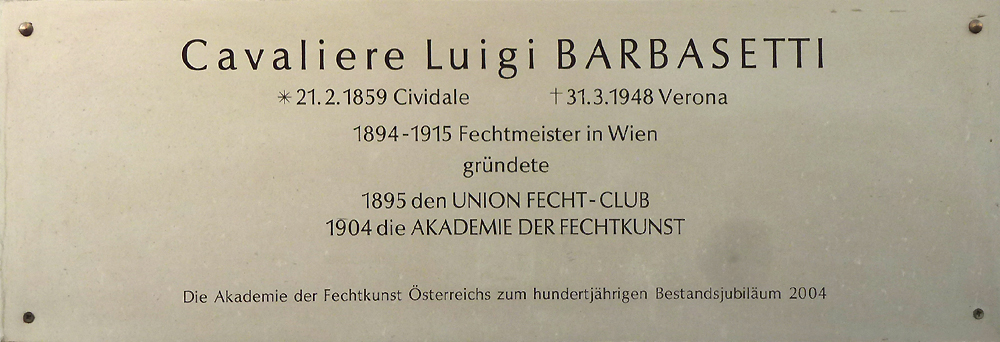 Cavaliere Luigi BARBASETTI
✳21.2.1859 Cividale †31.3.1948 Verona
1894-1915 Fechtmeister in Wien
gründete
1895 den UNION FECHT-CLUB
1904 die AKADEMIE DER FECHTKUNST
Die Akademie der Fechtkunst Österreichs zum hundertjährigen Bestandsjubiläum 2004